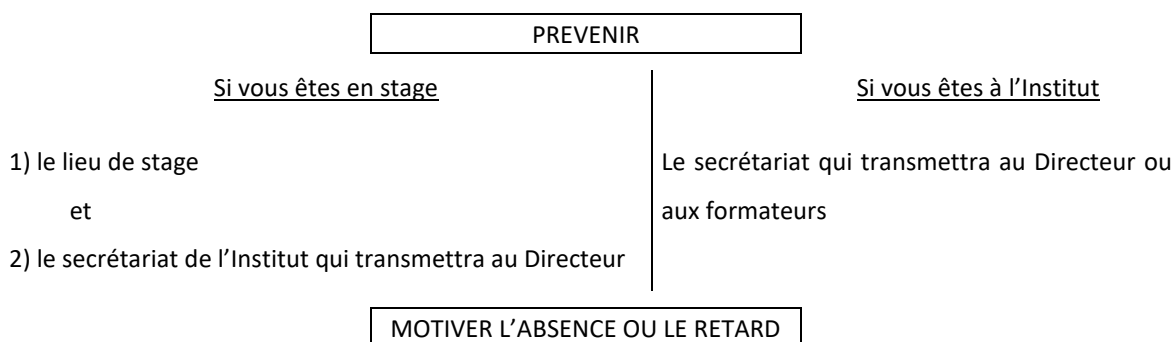 PREVENIR
Si vous êtes en stage
1) le lieu de stage
et
2) le secrétariat de l’Institut qui transmettra au Directeur
Si vous êtes à l’Institut
Le secrétariat qui transmettra au Directeur ou
aux formateurs
MOTIVER L’ABSENCE OU LE RETARD